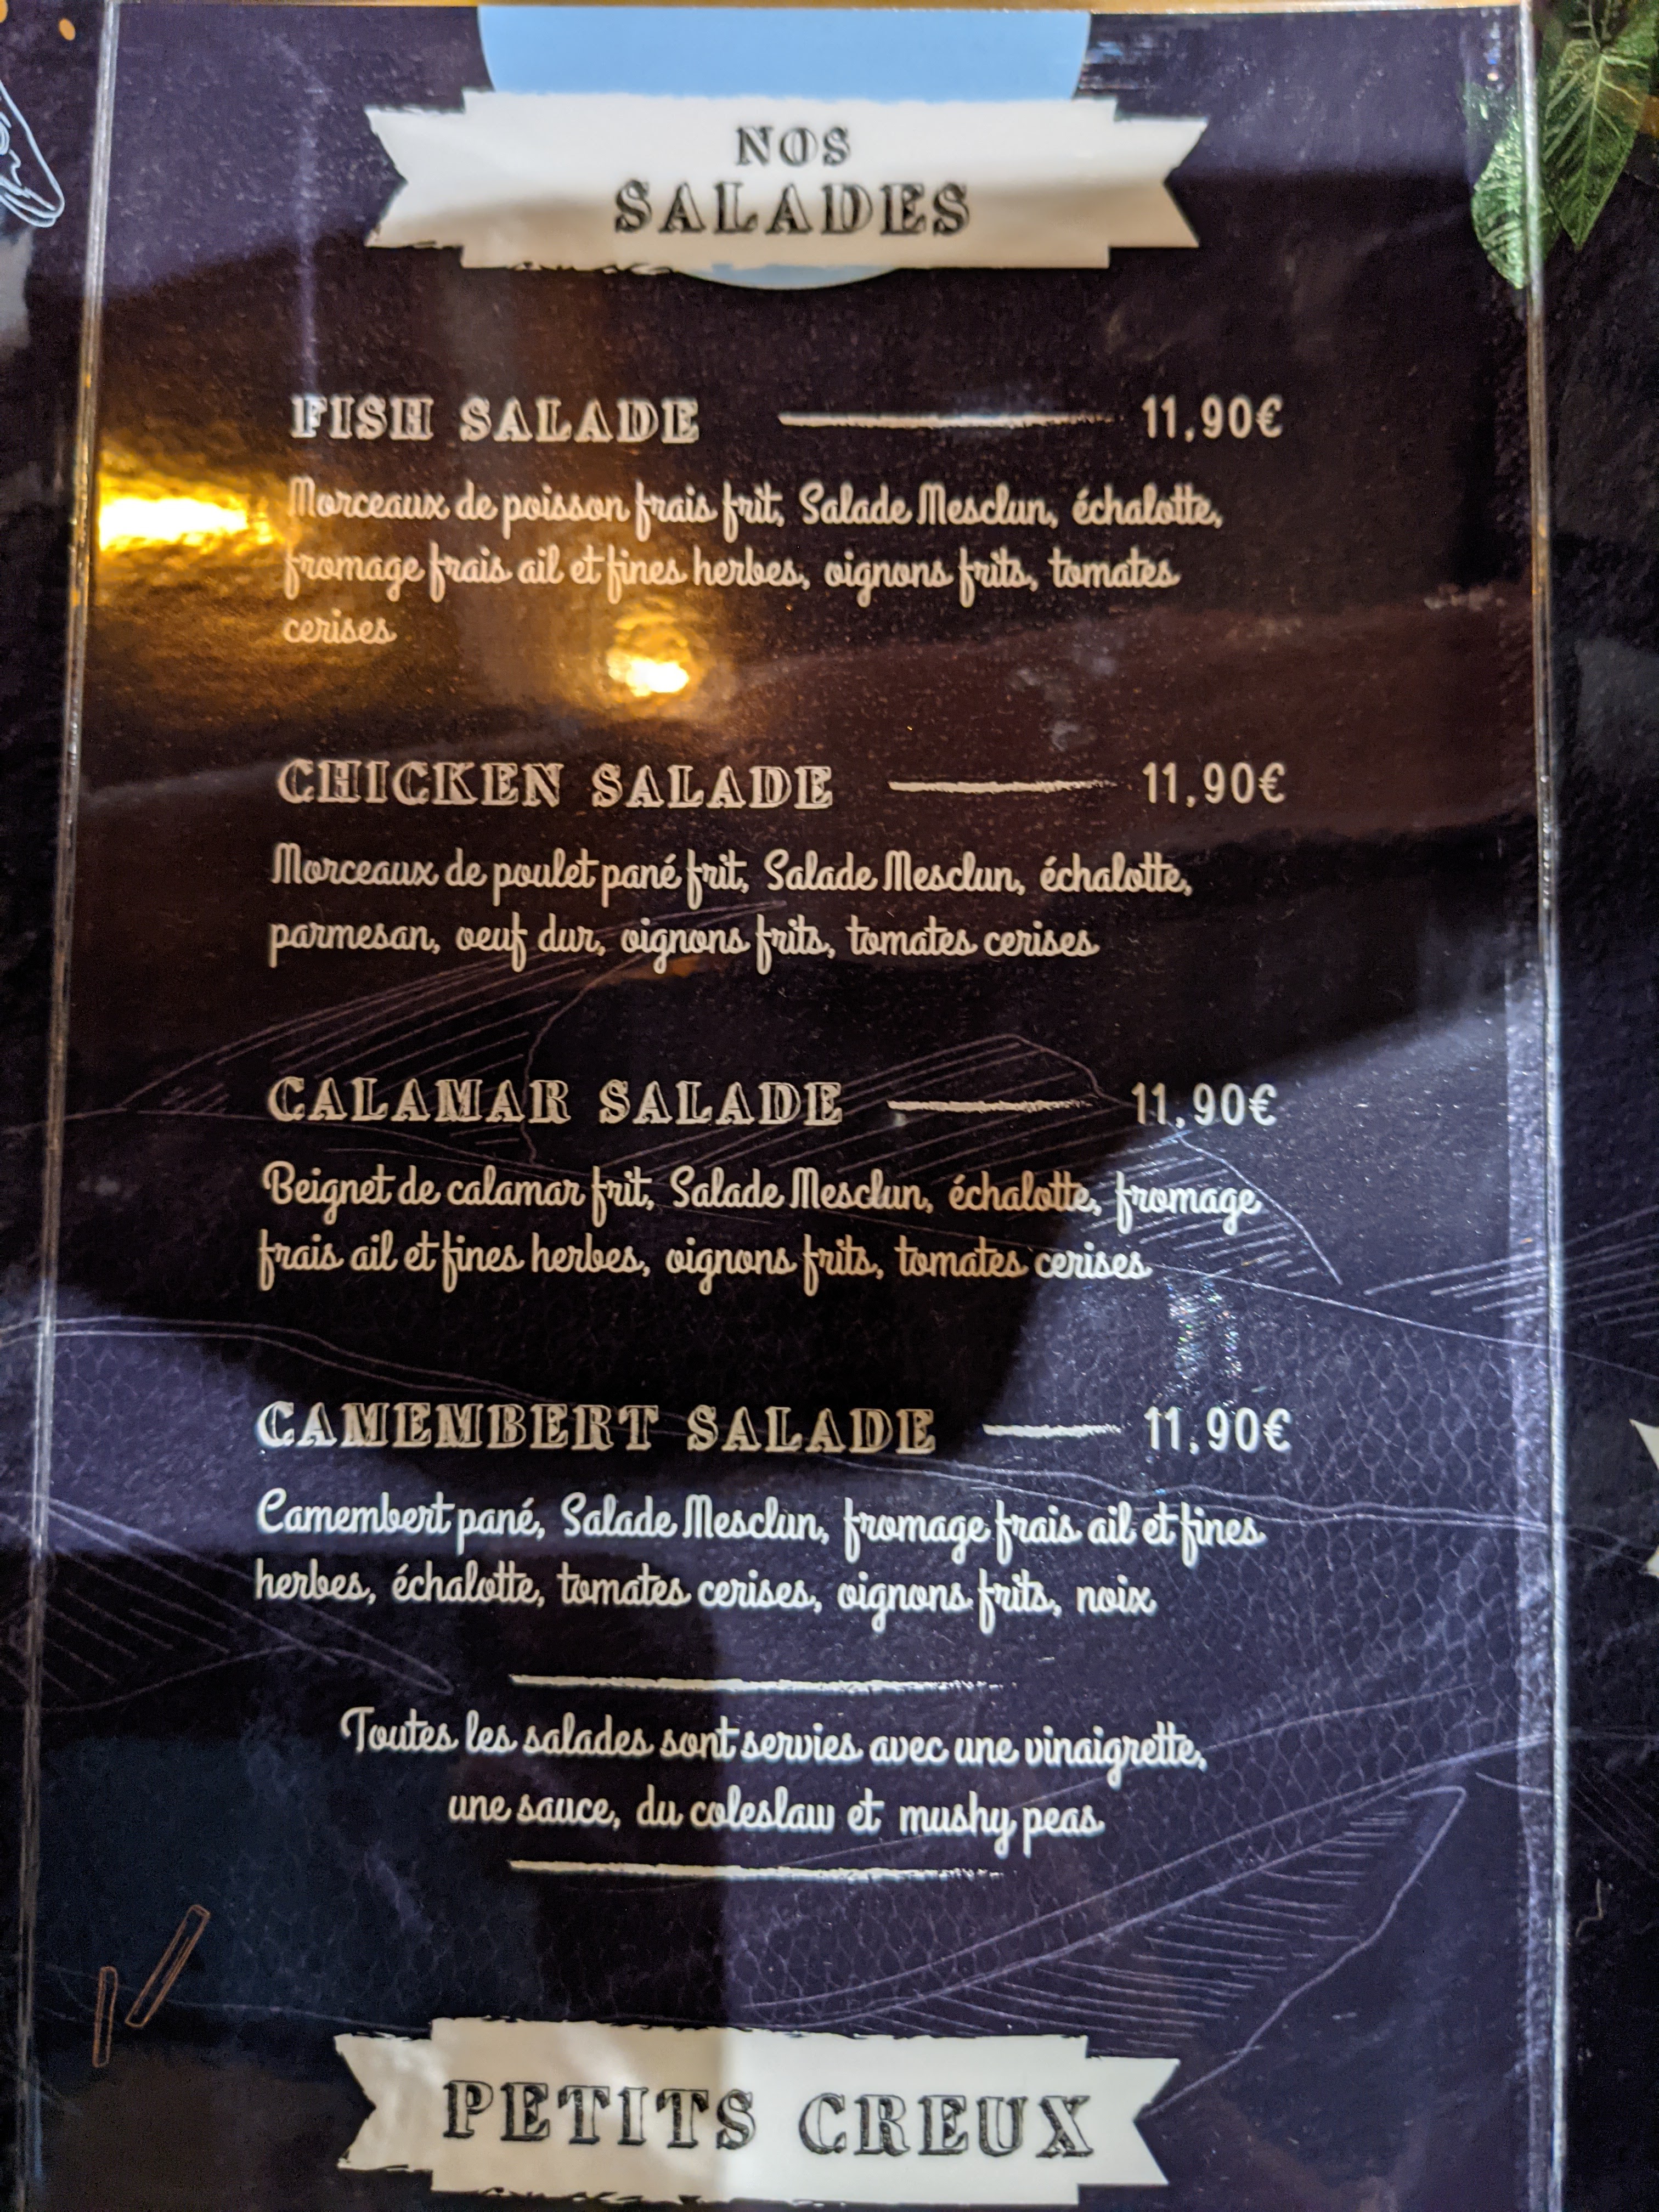 NOS
SALADES
FISH SALADE 11,90€
Morceaux de poisson frais frit, Salade Mesclun, échalotte,
fromage frais ail et fines herbes, oignons frits, tomates
cerises
CHICKEN SALADE 11,90€
Morceaux de poulet pané frit, Salade Mesclun, échalotte,
parmesan, oeuf dur, oignons frits, tomates cerises
CALAMAR SALADE 11,90€
Beignet de calamar frit, Salade Mesclun, échalotte, fromage
frais ail et fines herbes, oignons frits, tomates cerises
CAMEMBERT SALADE 11,90€
Camembert pané, Salade Mesclun, fromage frais ail et fines
herbes, échalotte, tomates cerises, oignons frits, noix
Toutes les salades sont servies avec une vinaigrette,
une sauce, du coleslaw et mushy peas
PETITS CREUX